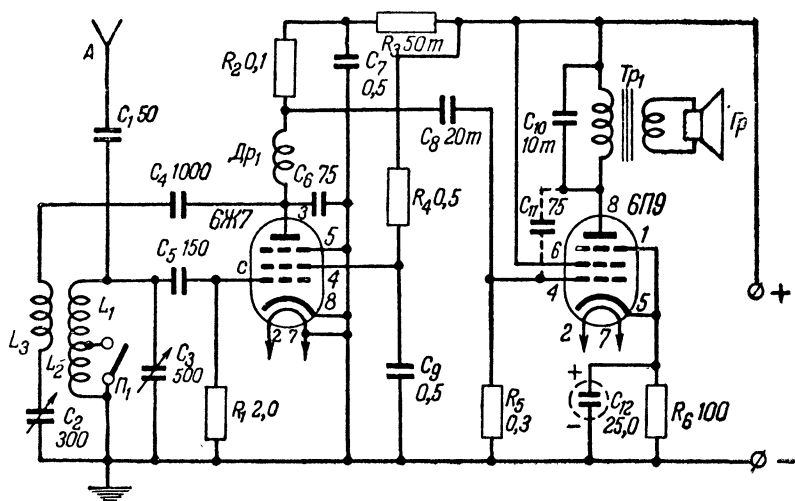 A
C₁ 50
R₂ 0,1
C₇
0,5
R₃ 50т
Др₁
C₆ 75
C₄ 1000
6Ж7
C₅ 150
3
5
4
8
с
2
7
L₁
L₂
L₃
П₁
C₂
300
C₃
500
R₁ 2,0
R₄ 0,5
C₈ 20т
C₉
0,5
R₅
0,3
C₁₀
10т
Тр₁
Гр
C₁₁ 75
8
6П9
1
6
4
5
2
7
+
C₁₂
25,0
−
R₆ 100
+
−